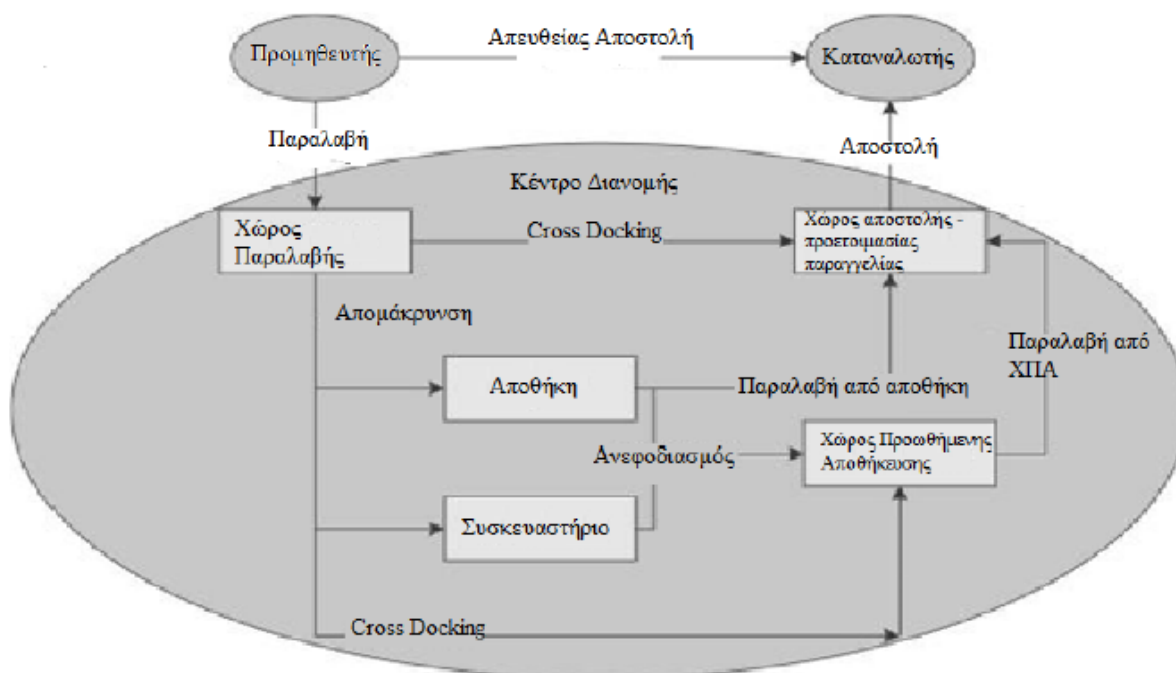 Απευθείας Αποστολή
Προμηθευτής
Καταναλωτής
Παραλαβή
Αποστολή
Κέντρο Διανομής
Χώρος
Παραλαβής
Cross Docking
Χώρος αποστολής -
προετοιμασίας
παραγγελίας
Απομάκρυνση
Παραλαβή από
ΧΠΑ
Αποθήκη
Παραλαβή από αποθήκη
Ανεφοδιασμός
Χώρος Προωθήμενης
Αποθήκευσης
Συσκευαστήριο
Cross Docking